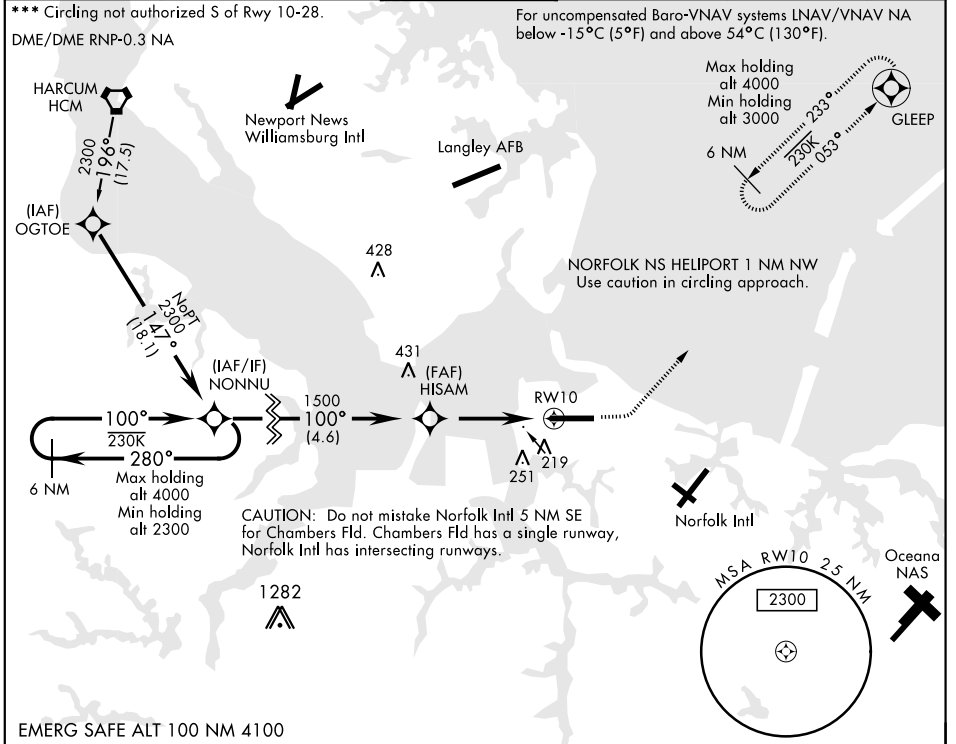 *** Circling not authorized S of Rwy 10-28.
DME/DME RNP-0.3 NA
For uncompensated Baro-VNAV systems LNAV/VNAV NA
below -15°C (5°F) and above 54°C (130°F).
HARCUM
HCM
2300
196°
(17.5)
(IAF)
OGTOE
Newport News
Williamsburg Intl
Langley AFB
Max holding
alt 4000
Min holding
alt 3000
6 NM
233°
230K
053°
GLEEP
428
NORFOLK NS HELIPORT 1 NM NW
Use caution in circling approach.
NoPT
2300
147°
(18.1)
(IAF/IF)
NONNU
431
(FAF)
HISAM
RW10
100°
230K
280°
6 NM
Max holding
alt 4000
Min holding
alt 2300
1500
100°
(4.6)
251
219
CAUTION: Do not mistake Norfolk Intl 5 NM SE
for Chambers Fld. Chambers Fld has a single runway,
Norfolk Intl has intersecting runways.
Norfolk Intl
1282
MSA RW10 25 NM
2300
Oceana
NAS
EMERG SAFE ALT 100 NM 4100